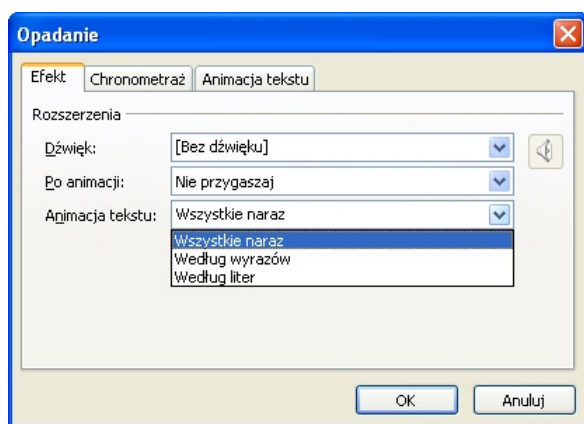 Opadanie
Efekt Chronometraż Animacja tekstu
Rozszerzenia
Dźwięk: [Bez dźwięku]
Po animacji: Nie przygaszaj
Animacja tekstu: Wszystkie naraz
Wszystkie naraz
Według wyrazów
Według liter
OK Anuluj